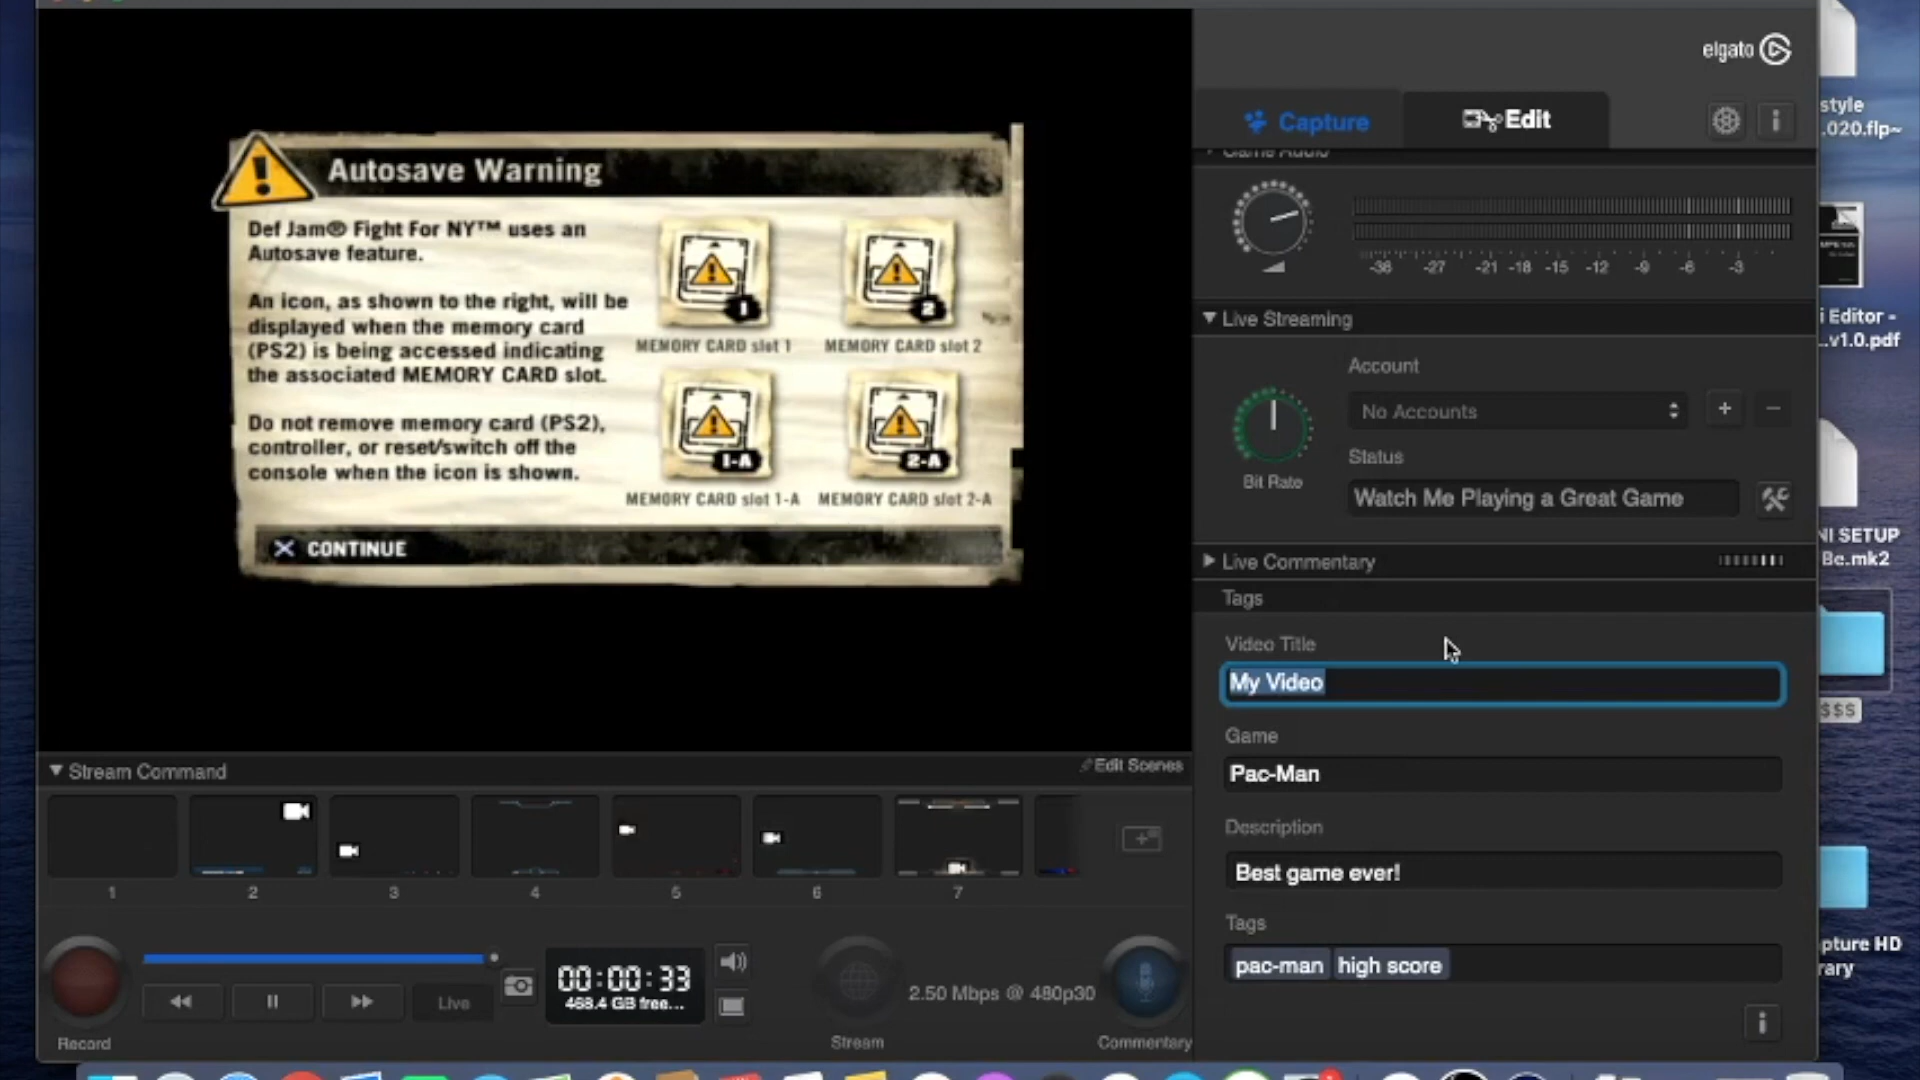 elgato
Capture
Edit
style
.020.flp~
Game Audio
-36 -27 -21 -18 -15 -12 -9 -6 -3
Live Streaming
Account
No Accounts
Bit Rate
Status
Watch Me Playing a Great Game
Live Commentary
Tags
Video Title
My Video
Game
Pac-Man
Description
Best game ever!
Tags
pac-man high score
Autosave Warning
Def Jam® Fight For NY™ uses an
Autosave feature.
An icon, as shown to the right, will be
displayed when the memory card
(PS2) is being accessed indicating
the associated MEMORY CARD slot.
Do not remove memory card (PS2),
controller, or reset/switch off the
console when the icon is shown.
1
2
MEMORY CARD slot 1
MEMORY CARD slot 2
1-A
2-A
MEMORY CARD slot 1-A
MEMORY CARD slot 2-A
CONTINUE
Stream Command
Edit Scenes
1 2 3 4 5 6 7
Record
Live
00:00:33
468.4 GB free...
Stream
2.50 Mbps @ 480p30
Commentary
i Editor -
...v1.0.pdf
NI SETUP
Be.mk2
$$$
pture HD
rary